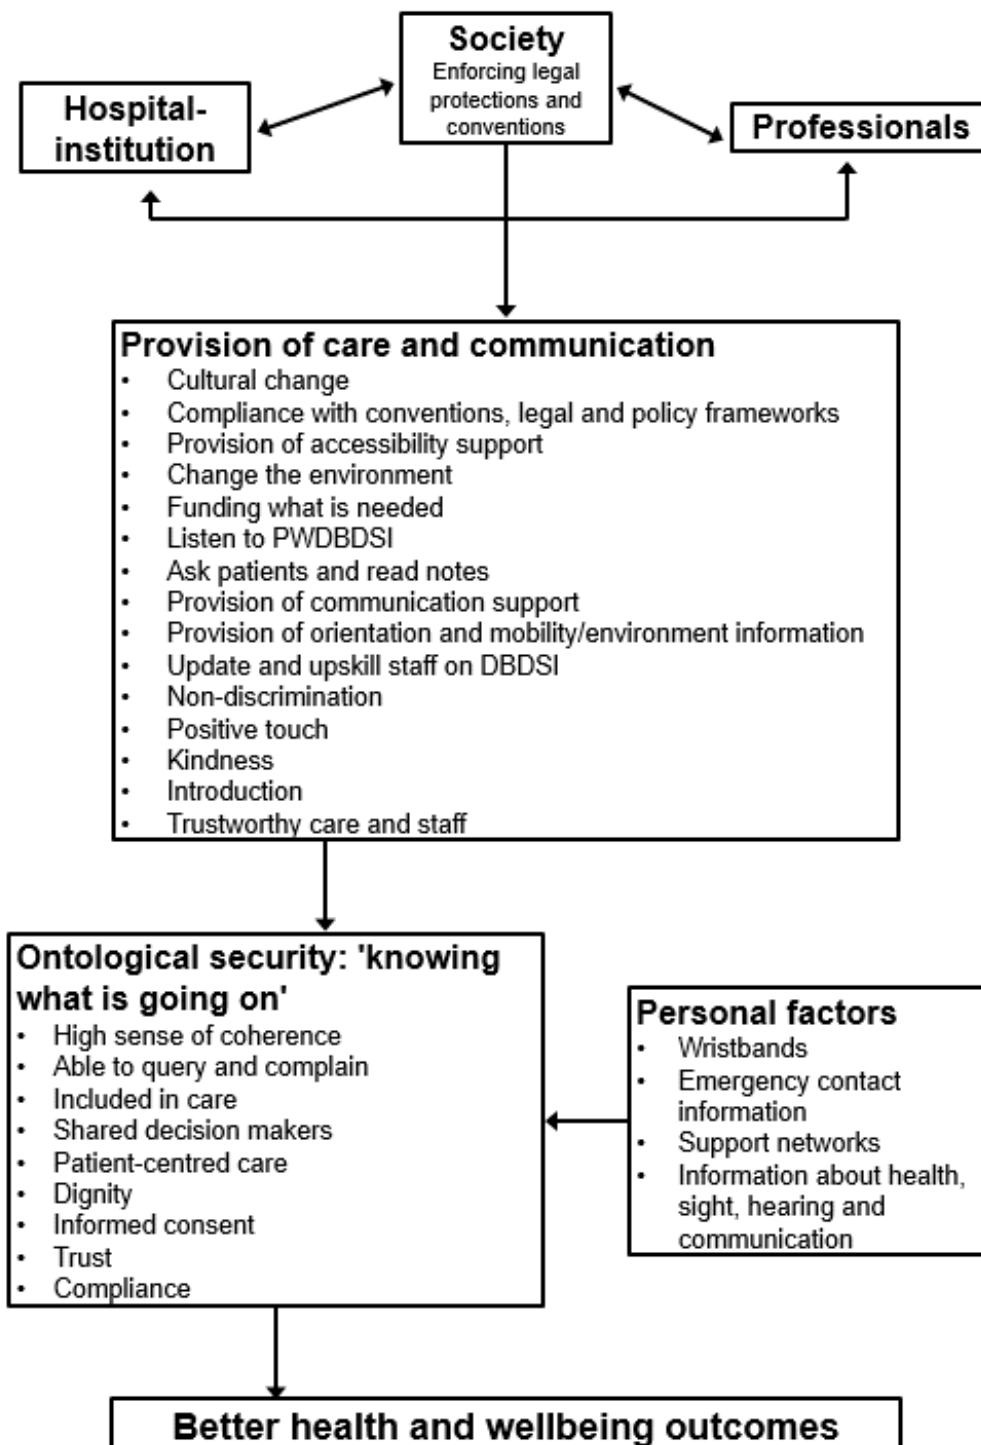 Society
Enforcing legal
protections and
conventions
Hospital-
institution
Professionals
Provision of care and communication
• Cultural change
• Compliance with conventions, legal and policy frameworks
• Provision of accessibility support
• Change the environment
• Funding what is needed
• Listen to PWDBDSI
• Ask patients and read notes
• Provision of communication support
• Provision of orientation and mobility/environment information
• Update and upskill staff on DBDSI
• Non-discrimination
• Positive touch
• Kindness
• Introduction
• Trustworthy care and staff
Ontological security: 'knowing
what is going on'
• High sense of coherence
• Able to query and complain
• Included in care
• Shared decision makers
• Patient-centred care
• Dignity
• Informed consent
• Trust
• Compliance
Personal factors
• Wristbands
• Emergency contact
information
• Support networks
• Information about health,
sight, hearing and
communication
Better health and wellbeing outcomes